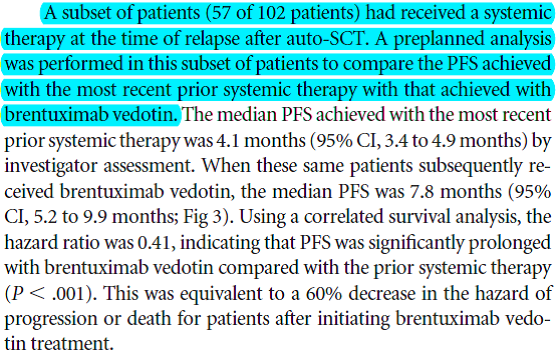 A subset of patients (57 of 102 patients) had received a systemic
therapy at the time of relapse after auto-SCT. A preplanned analysis
was performed in this subset of patients to compare the PFS achieved
with the most recent prior systemic therapy with that achieved with
brentuximab vedotin. The median PFS achieved with the most recent
prior systemic therapy was 4.1 months (95% CI, 3.4 to 4.9 months) by
investigator assessment. When these same patients subsequently re-
ceived brentuximab vedotin, the median PFS was 7.8 months (95%
CI, 5.2 to 9.9 months; Fig 3). Using a correlated survival analysis, the
hazard ratio was 0.41, indicating that PFS was significantly prolonged
with brentuximab vedotin compared with the prior systemic therapy
(P < .001). This was equivalent to a 60% decrease in the hazard of
progression or death for patients after initiating brentuximab vedo-
tin treatment.